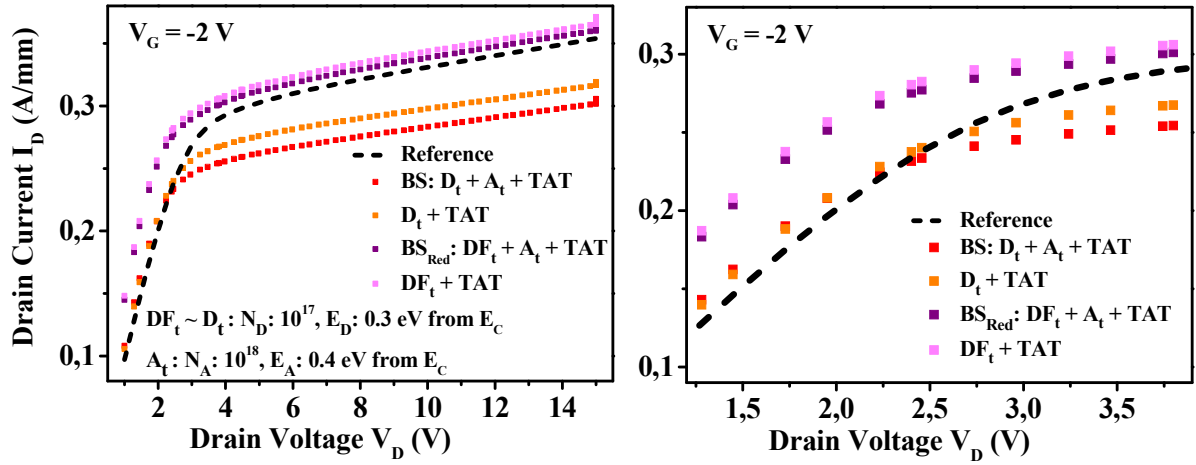 V_G = -2 V
Drain Current I_D (A/mm)
0,3
0,2
0,1
Reference
BS: D_t + A_t + TAT
D_t + TAT
BS_Red: DF_t + A_t + TAT
DF_t + TAT
DF_t ~ D_t : N_D: 10^17, E_D: 0.3 eV from E_C
A_t : N_A: 10^18, E_A: 0.4 eV from E_C
2 4 6 8 10 12 14
Drain Voltage V_D (V)
V_G = -2 V
0,3
0,2
0,1
Reference
BS: D_t + A_t + TAT
D_t + TAT
BS_Red: DF_t + A_t + TAT
DF_t + TAT
1,5 2,0 2,5 3,0 3,5
Drain Voltage V_D (V)